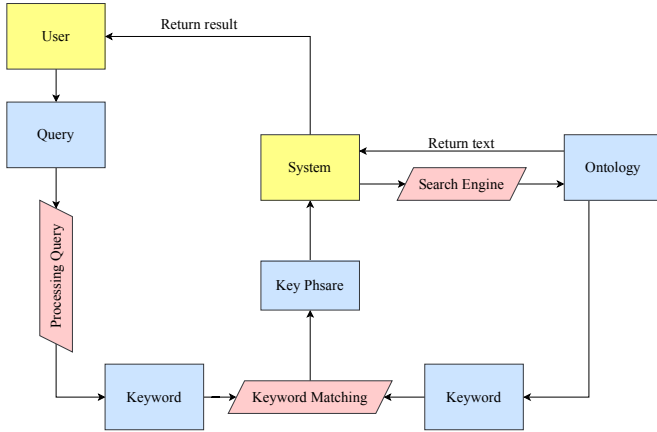 Return result
User
Query
Return text
System
Search Engine
Ontology
Processing Query
Key Phsare
Keyword
Keyword Matching
Keyword